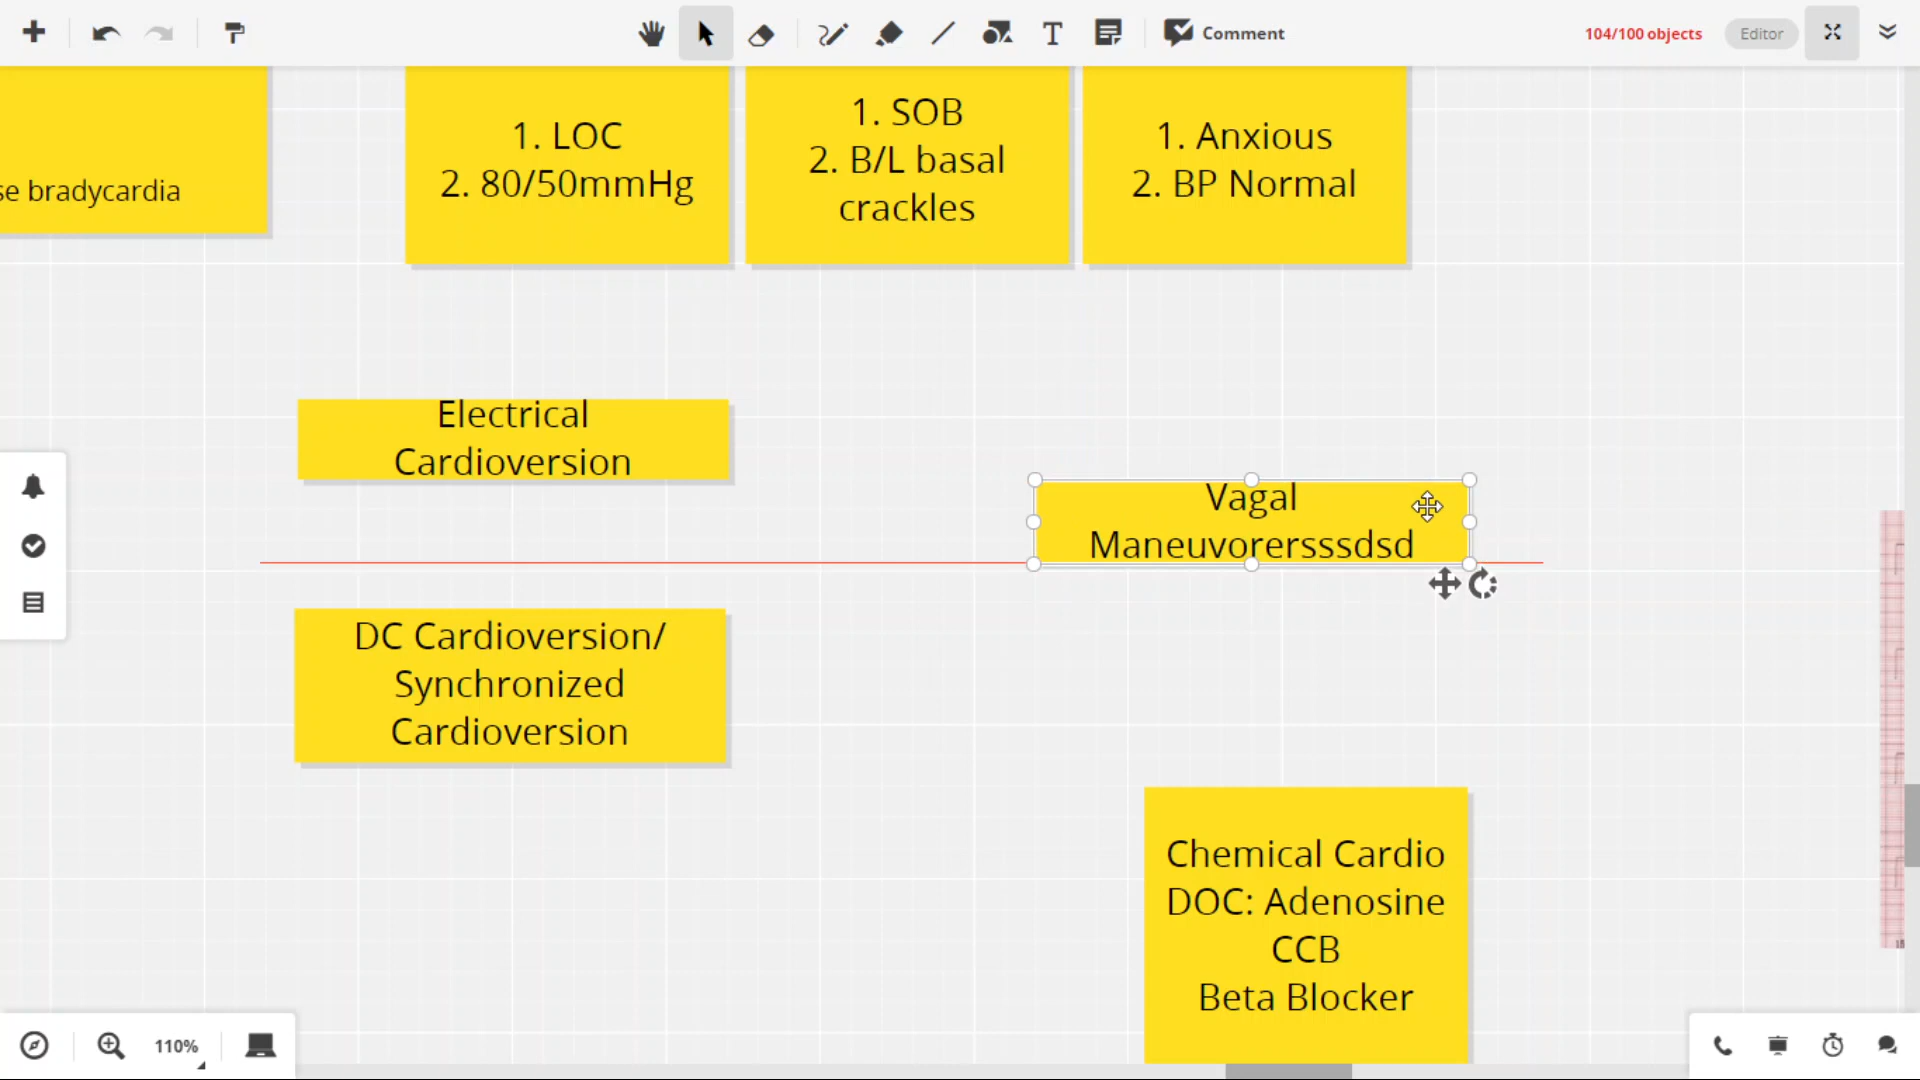 Comment
104/100 objects
Editor
se bradycardia
1. LOC
2. 80/50mmHg
1. SOB
2. B/L basal
crackles
1. Anxious
2. BP Normal
Electrical
Cardioversion
Vagal
Maneuvorersssdsd
DC Cardioversion/
Synchronized
Cardioversion
Chemical Cardio
DOC: Adenosine
CCB
Beta Blocker
110%